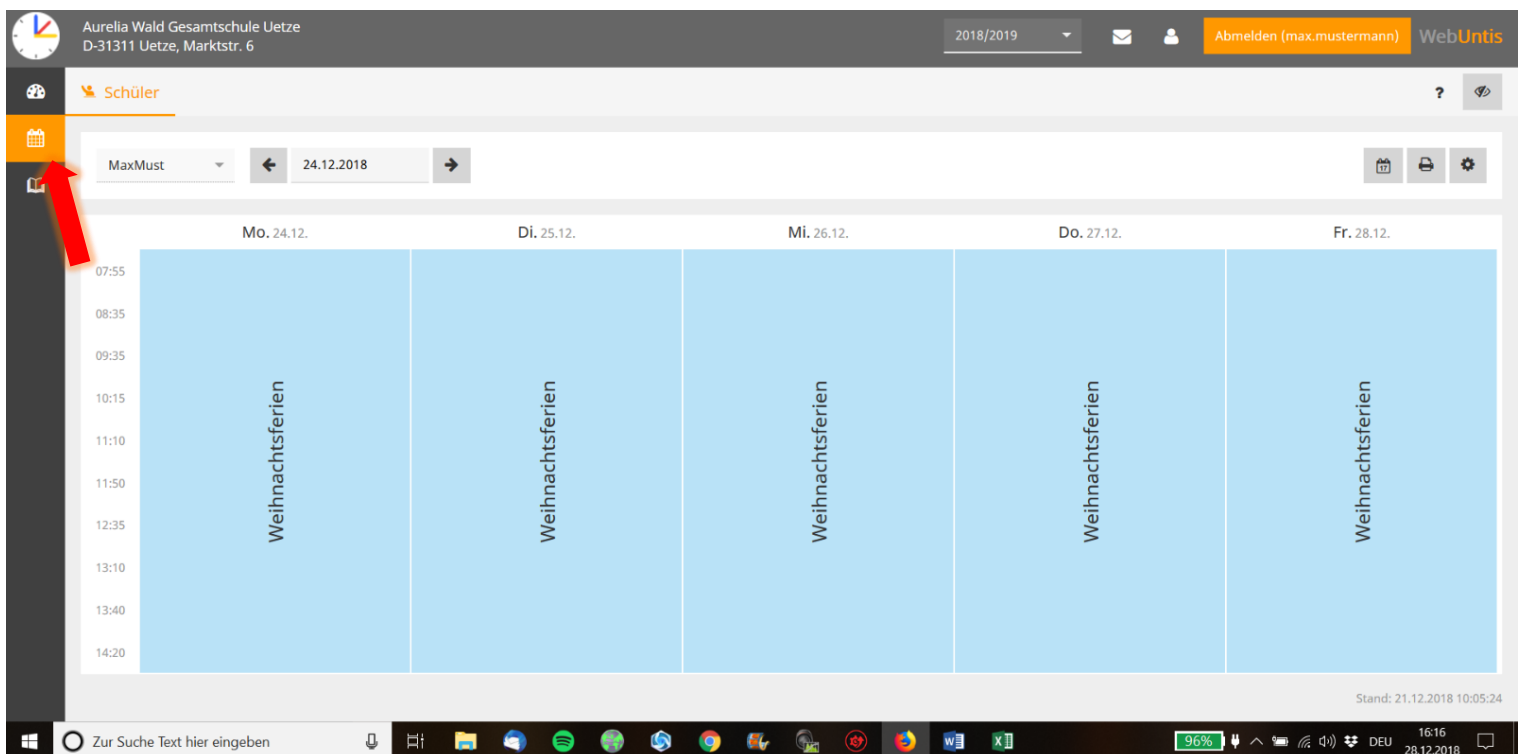 Aurelia Wald Gesamtschule Uetze
D-31311 Uetze, Marktstr. 6
2018/2019
Abmelden (max.mustermann)
WebUntis
Schüler
?
MaxMust
24.12.2018
17
Mo. 24.12.
Di. 25.12.
Mi. 26.12.
Do. 27.12.
Fr. 28.12.
07:55
08:35
09:35
10:15
11:10
11:50
12:35
13:10
13:40
14:20
Weihnachtsferien
Weihnachtsferien
Weihnachtsferien
Weihnachtsferien
Weihnachtsferien
Stand: 21.12.2018 10:05:24
Zur Suche Text hier eingeben
96%
DEU
16:16
28.12.2018